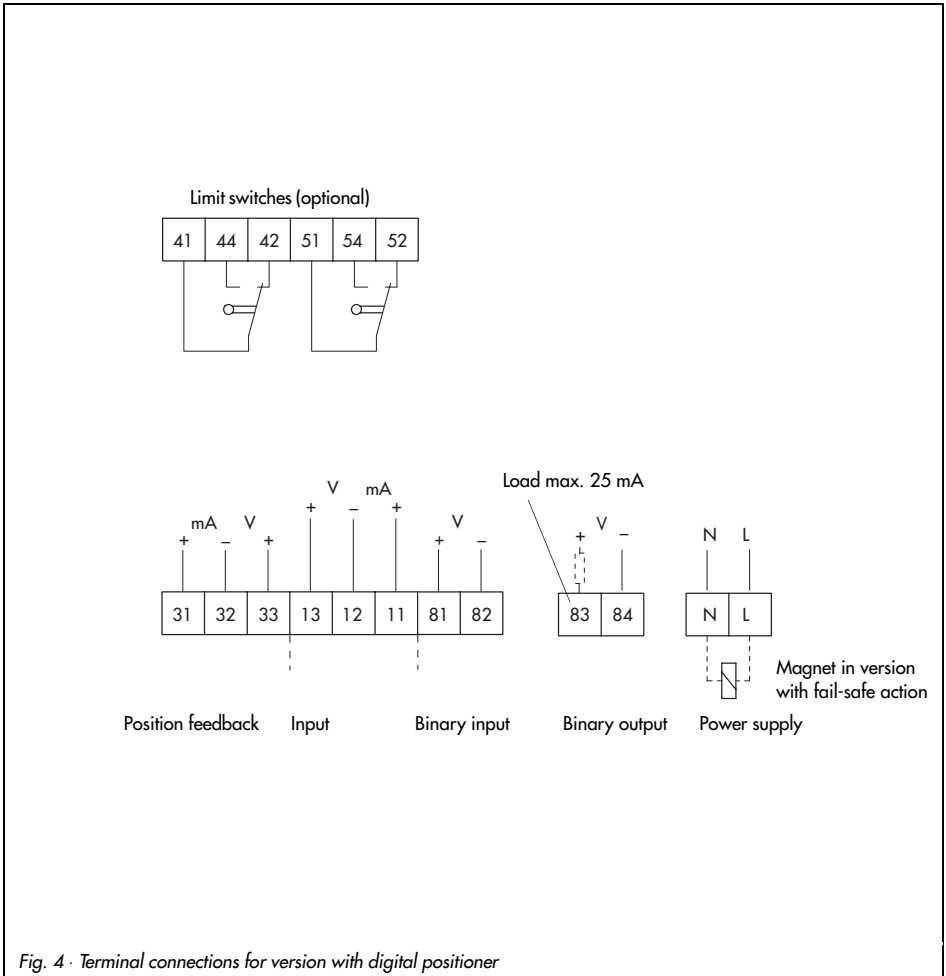 Limit switches (optional)
41 44 42 51 54 52
Load max. 25 mA
V mA
mA V
+ – +
+ – +
V
+ –
V
+ –
N L
31 32 33 13 12 11 81 82
83 84
N L
Magnet in version
with fail-safe action
Position feedback Input Binary input Binary output Power supply
Fig. 4 · Terminal connections for version with digital positioner